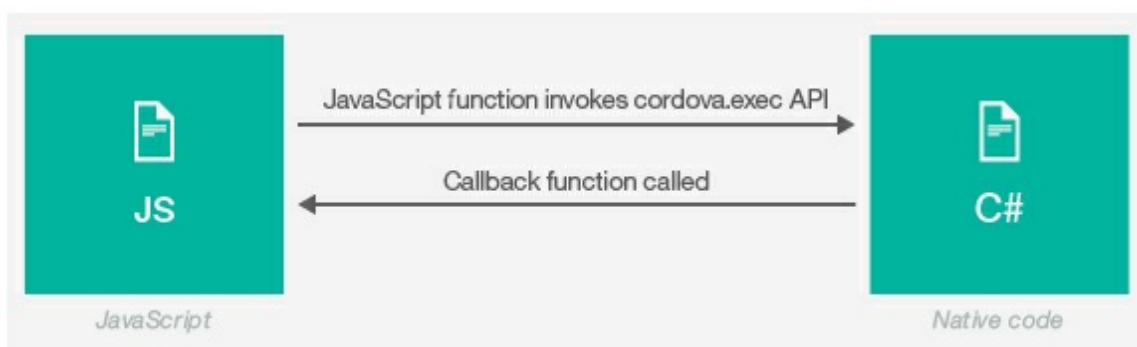 JavaScript function invokes cordova.exec API
Callback function called
JS
C#
JavaScript
Native code